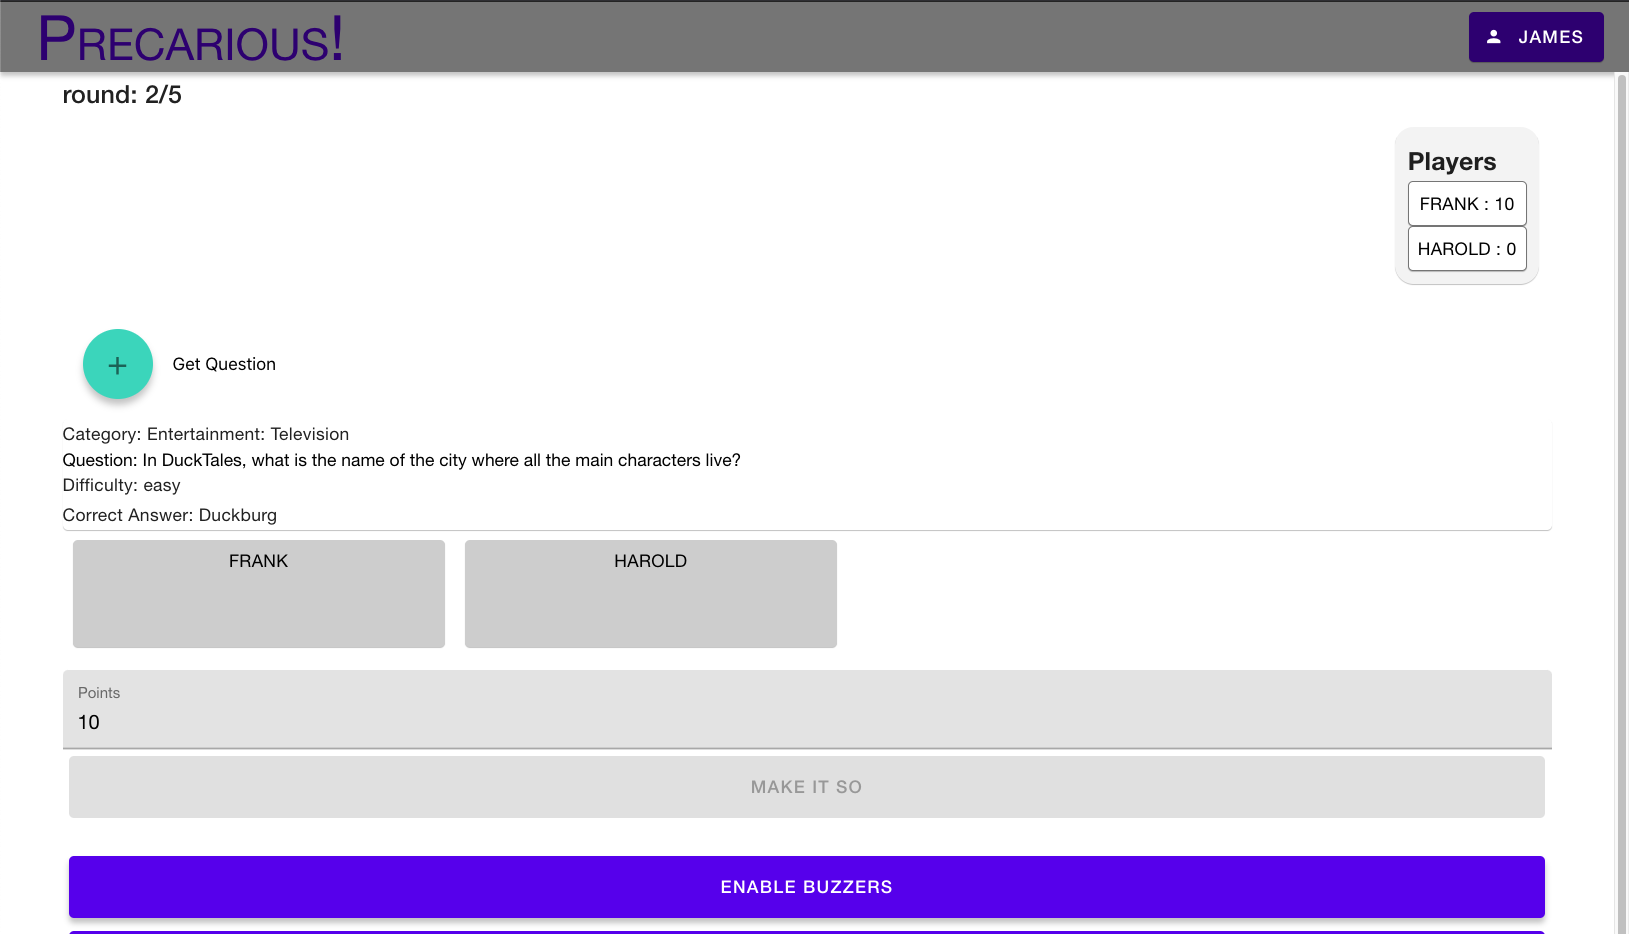 PRECARIOUS!
JAMES
round: 2/5
Players
FRANK : 10
HAROLD : 0
+ Get Question
Category: Entertainment: Television
Question: In DuckTales, what is the name of the city where all the main characters live?
Difficulty: easy
Correct Answer: Duckburg
FRANK HAROLD
Points
10
MAKE IT SO
ENABLE BUZZERS